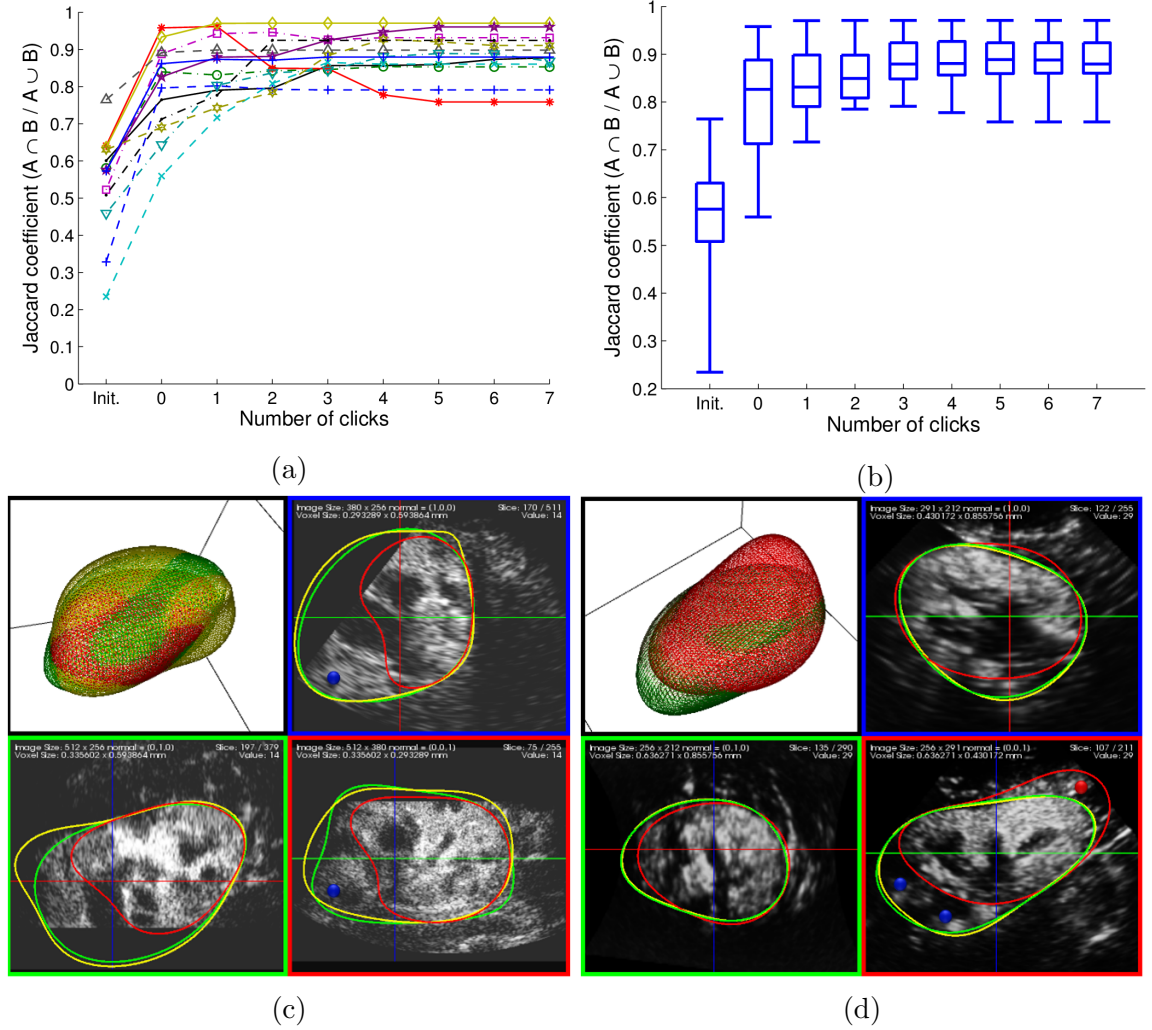 1
0.9
0.8
0.7
0.6
0.5
0.4
0.3
0.2
0.1
0
Jaccard coefficient (A ∩ B / A ∪ B)
Init. 0 1 2 3 4 5 6 7
Number of clicks
(a)
1
0.9
0.8
0.7
0.6
0.5
0.4
0.3
0.2
Jaccard coefficient (A ∩ B / A ∪ B)
Init. 0 1 2 3 4 5 6 7
Number of clicks
(b)
Image Size: 380 x 256 normal = (1,0,0) Slice: 170 / 511
Voxel Size: 0.293289 x 0.593864 mm Value: 14
Image Size: 512 x 256 normal = (0,1,0) Slice: 197 / 379
Voxel Size: 0.335602 x 0.593864 mm Value: 14
Image Size: 512 x 380 normal = (0,0,1) Slice: 75 / 255
Voxel Size: 0.335602 x 0.293289 mm Value: 14
(c)
Image Size: 291 x 212 normal = (1,0,0) Slice: 122 / 255
Voxel Size: 0.430172 x 0.855756 mm Value: 29
Image Size: 256 x 212 normal = (0,1,0) Slice: 135 / 290
Voxel Size: 0.636271 x 0.855756 mm Value: 29
Image Size: 256 x 291 normal = (0,0,1) Slice: 107 / 211
Voxel Size: 0.636271 x 0.430172 mm Value: 29
(d)